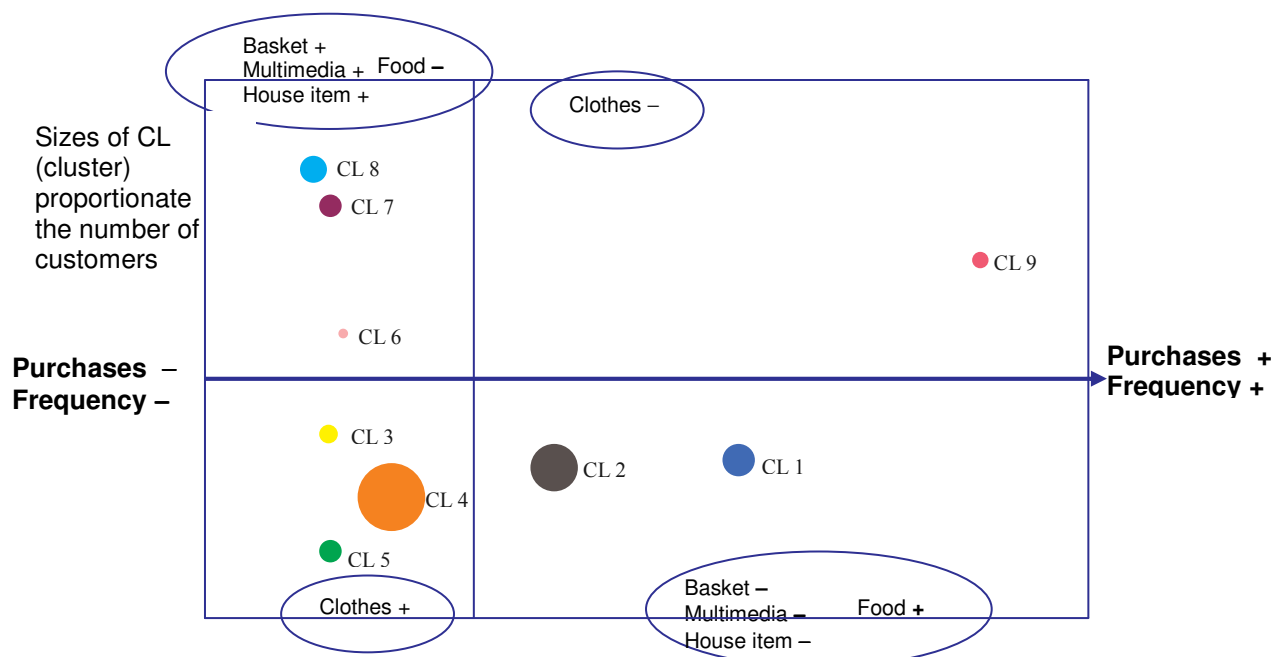 Basket +
Multimedia + Food –
House item +
Clothes –
Sizes of CL
(cluster)
proportionate
the number of
customers
CL 8
CL 7
CL 9
CL 6
Purchases –
Frequency –
Purchases +
Frequency +
CL 3
CL 2
CL 1
CL 4
CL 5
Clothes +
Basket –
Multimedia – Food +
House item –